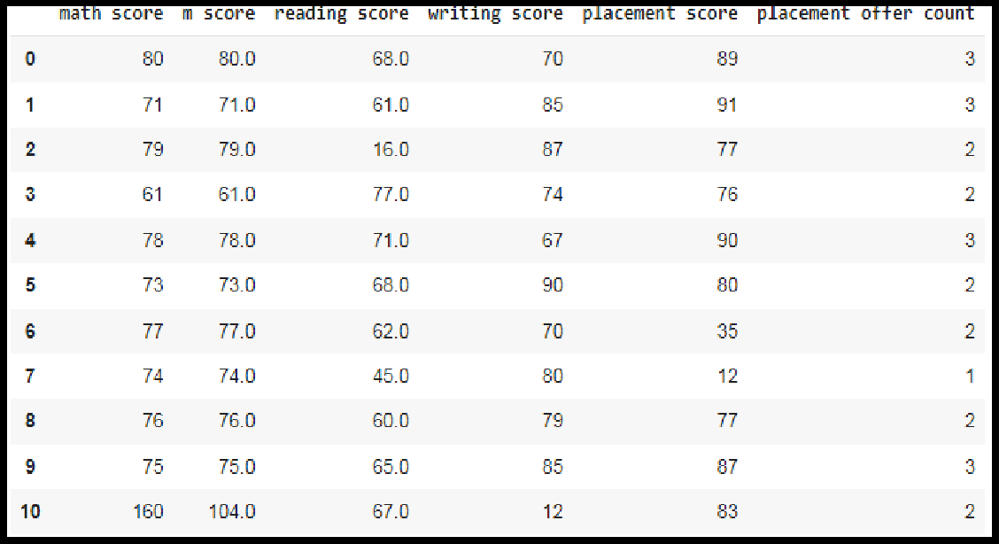 math score m score reading score writing score placement score placement offer count
0 80 80.0 68.0 70 89 3
1 71 71.0 61.0 85 91 3
2 79 79.0 16.0 87 77 2
3 61 61.0 77.0 74 76 2
4 78 78.0 71.0 67 90 3
5 73 73.0 68.0 90 80 2
6 77 77.0 62.0 70 35 2
7 74 74.0 45.0 80 12 1
8 76 76.0 60.0 79 77 2
9 75 75.0 65.0 85 87 3
10 160 104.0 67.0 12 83 2